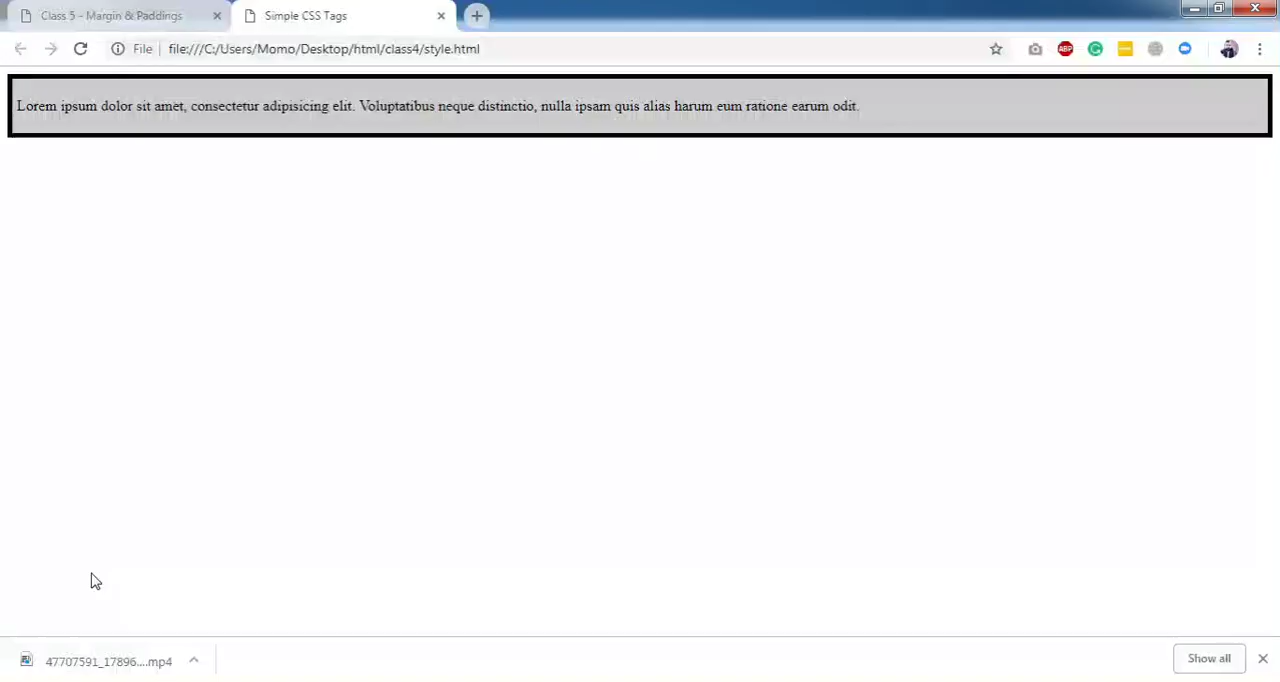 Class 5 - Margin & Paddings
Simple CSS Tags
File
file:///C:/Users/Momo/Desktop/html/class4/style.html
ABP
Lorem ipsum dolor sit amet, consectetur adipisicing elit. Voluptatibus neque distinctio, nulla ipsam quis alias harum eum ratione earum odit.
47707591_17896....mp4
Show all